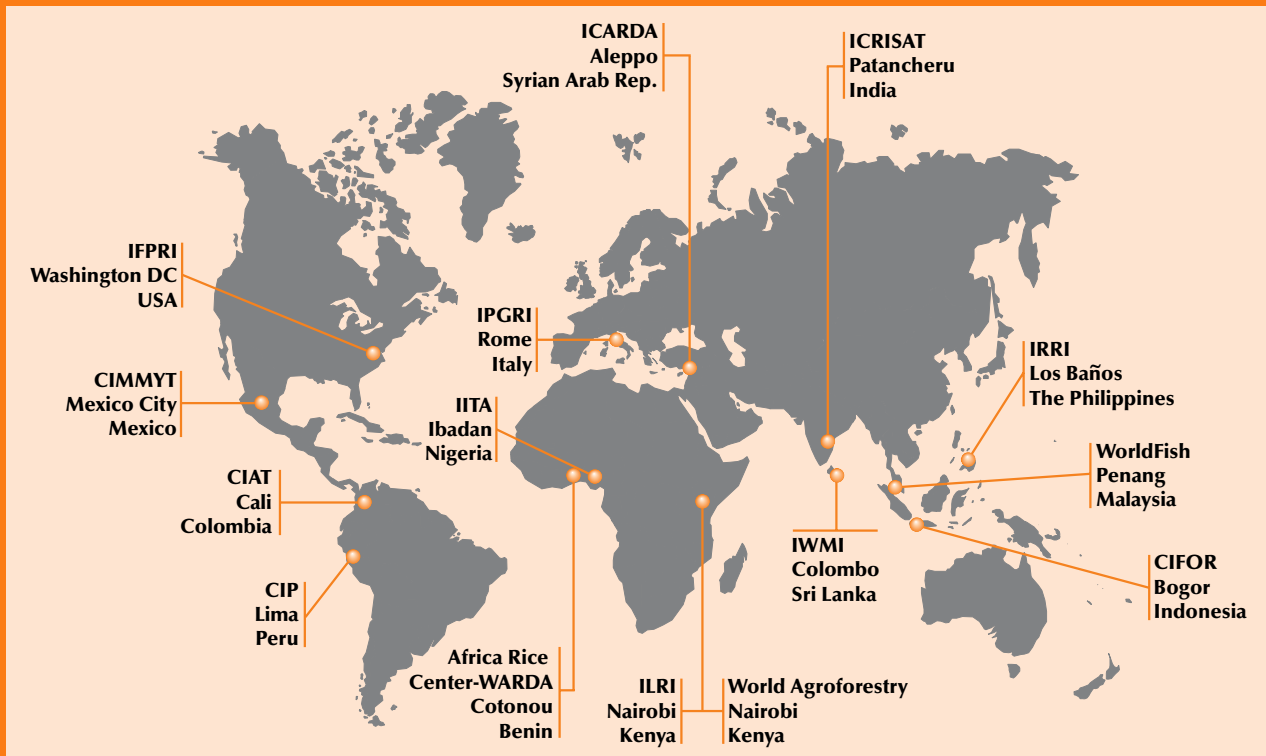 ICARDA
Aleppo
Syrian Arab Rep.
ICRISAT
Patancheru
India
IFPRI
Washington DC
USA
IPGRI
Rome
Italy
IRRI
Los Baños
The Philippines
CIMMYT
Mexico City
Mexico
IITA
Ibadan
Nigeria
WorldFish
Penang
Malaysia
CIAT
Cali
Colombia
IWMI
Colombo
Sri Lanka
CIFOR
Bogor
Indonesia
CIP
Lima
Peru
Africa Rice
Center-WARDA
Cotonou
Benin
ILRI
Nairobi
Kenya
World Agroforestry
Nairobi
Kenya